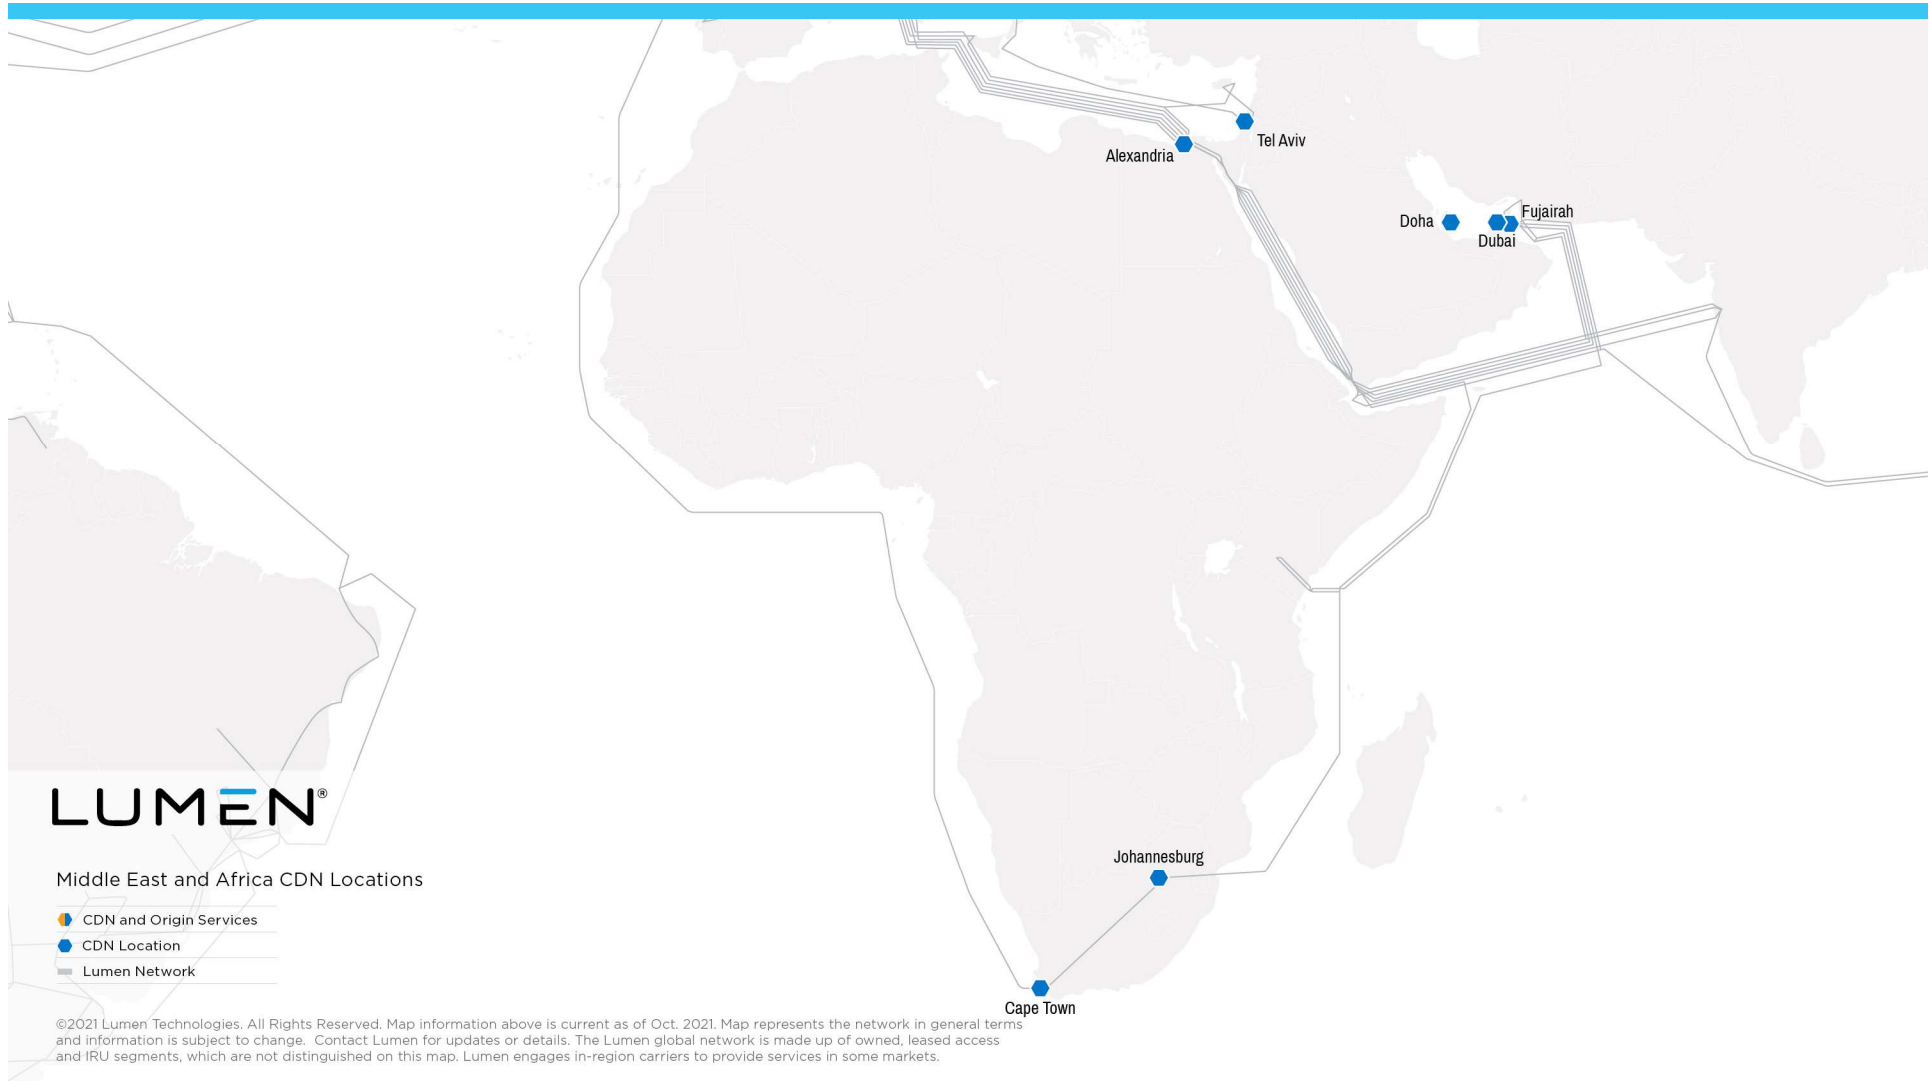 Tel Aviv
Alexandria
Doha
Fujairah
Dubai
Johannesburg
Cape Town
LUMEN®
Middle East and Africa CDN Locations
CDN and Origin Services
CDN Location
Lumen Network
©2021 Lumen Technologies. All Rights Reserved. Map information above is current as of Oct. 2021. Map represents the network in general terms
and information is subject to change. Contact Lumen for updates or details. The Lumen global network is made up of owned, leased access
and IRU segments, which are not distinguished on this map. Lumen engages in-region carriers to provide services in some markets.